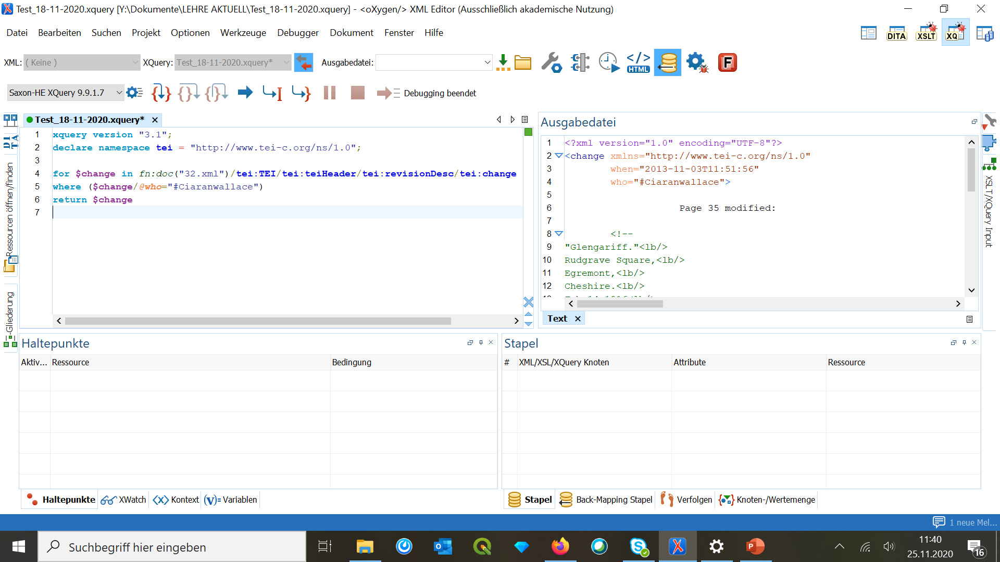 Test_18-11-2020.xquery [Y:\Dokumente\LEHRE AKTUELL\Test_18-11-2020.xquery] - <oXygen/> XML Editor (Ausschließlich akademische Nutzung)
Datei Bearbeiten Suchen Projekt Optionen Werkzeuge Debugger Dokument Fenster Hilfe
DITA XSLT XQ
XML: ( Keine ) XQuery: Test_18-11-2020.xquery* Ausgabedatei: </> HTML F
Saxon-HE XQuery 9.9.1.7 Debugging beendet
Test_18-11-2020.xquery*
1 xquery version "3.1";
2 declare namespace tei = "http://www.tei-c.org/ns/1.0";
3
4 for $change in fn:doc("32.xml")/tei:TEI/tei:teiHeader/tei:revisionDesc/tei:change
5 where ($change/@who="#Ciaranwallace")
6 return $change
7
Ressourcen öffnen/finden
-Gliederung
Ausgabedatei
1 <?xml version="1.0" encoding="UTF-8"?>
2 <change xmlns="http://www.tei-c.org/ns/1.0"
3 when="2013-11-03T11:51:56"
4 who="#Ciaranwallace">
5
6 Page 35 modified:
7
8 <!--
9 "Glengariff."<lb/>
10 Rudgrave Square,<lb/>
11 Egremont,<lb/>
12 Cheshire.<lb/>
Text
XSLT/XQuery Input
Haltepunkte
Aktiv... Ressource Bedingung
Haltepunkte XWatch Kontext Variablen
Stapel
# XML/XSL/XQuery Knoten Attribute Ressource
Stapel Back-Mapping Stapel Verfolgen Knoten-/Wertemenge
1 neue Mel...
Suchbegriff hier eingeben
11:40
25.11.2020
16